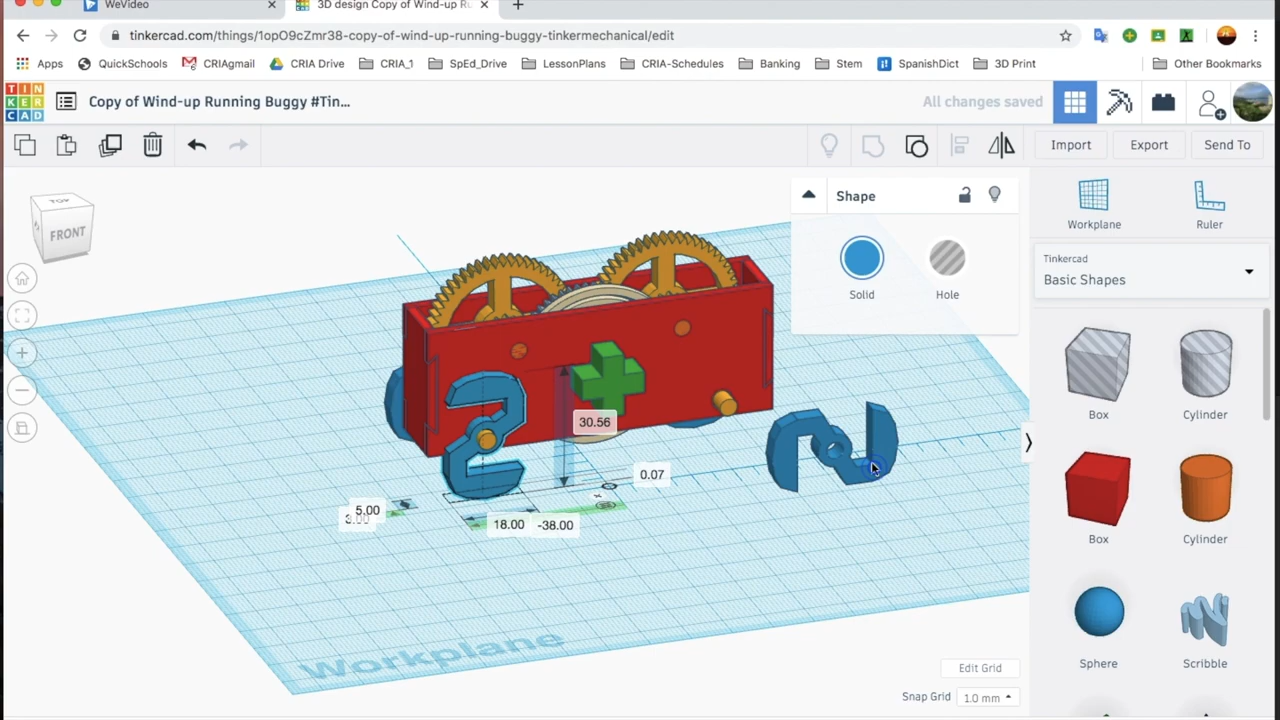 WeVideo
3D design Copy of Wind-up Ru
tinkercad.com/things/1opO9cZmr38-copy-of-wind-up-running-buggy-tinkermechanical/edit
Apps QuickSchools CRIAgmail CRIA Drive CRIA_1 SpEd_Drive LessonPlans CRIA-Schedules Banking Stem SpanishDict 3D Print Other Bookmarks
TIN
KER
CAD
Copy of Wind-up Running Buggy #Tin...
All changes saved
Import Export Send To
TOP
FRONT
Shape
Solid Hole
Workplane Ruler
Tinkercad
Basic Shapes
Box Cylinder
Box Cylinder
Sphere Scribble
30.56
0.07
5.00
18.00 -38.00
Workplane
Edit Grid
Snap Grid 1.0 mm